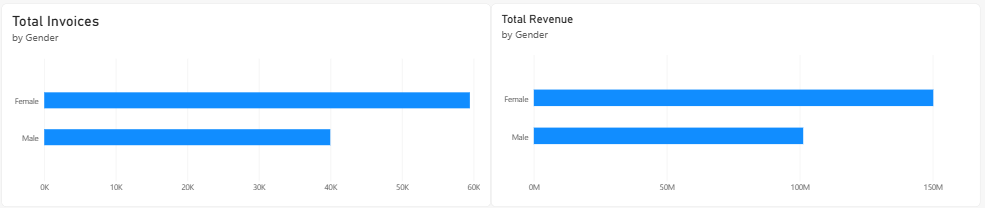 Total Invoices
by Gender
Female
Male
0K 10K 20K 30K 40K 50K 60K
Total Revenue
by Gender
Female
Male
0M 50M 100M 150M